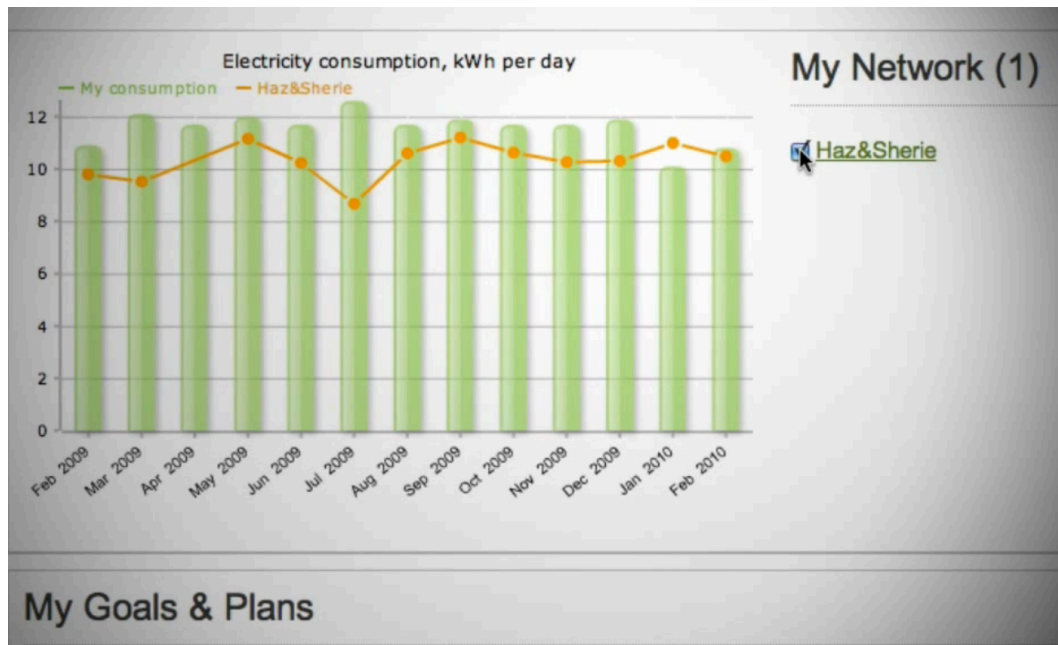 Electricity consumption, kWh per day
My consumption Haz&Sherie
12
10
8
6
4
2
0
Feb 2009 Mar 2009 Apr 2009 May 2009 Jun 2009 Jul 2009 Aug 2009 Sep 2009 Oct 2009 Nov 2009 Dec 2009 Jan 2010 Feb 2010
My Network (1)
Haz&Sherie
My Goals & Plans